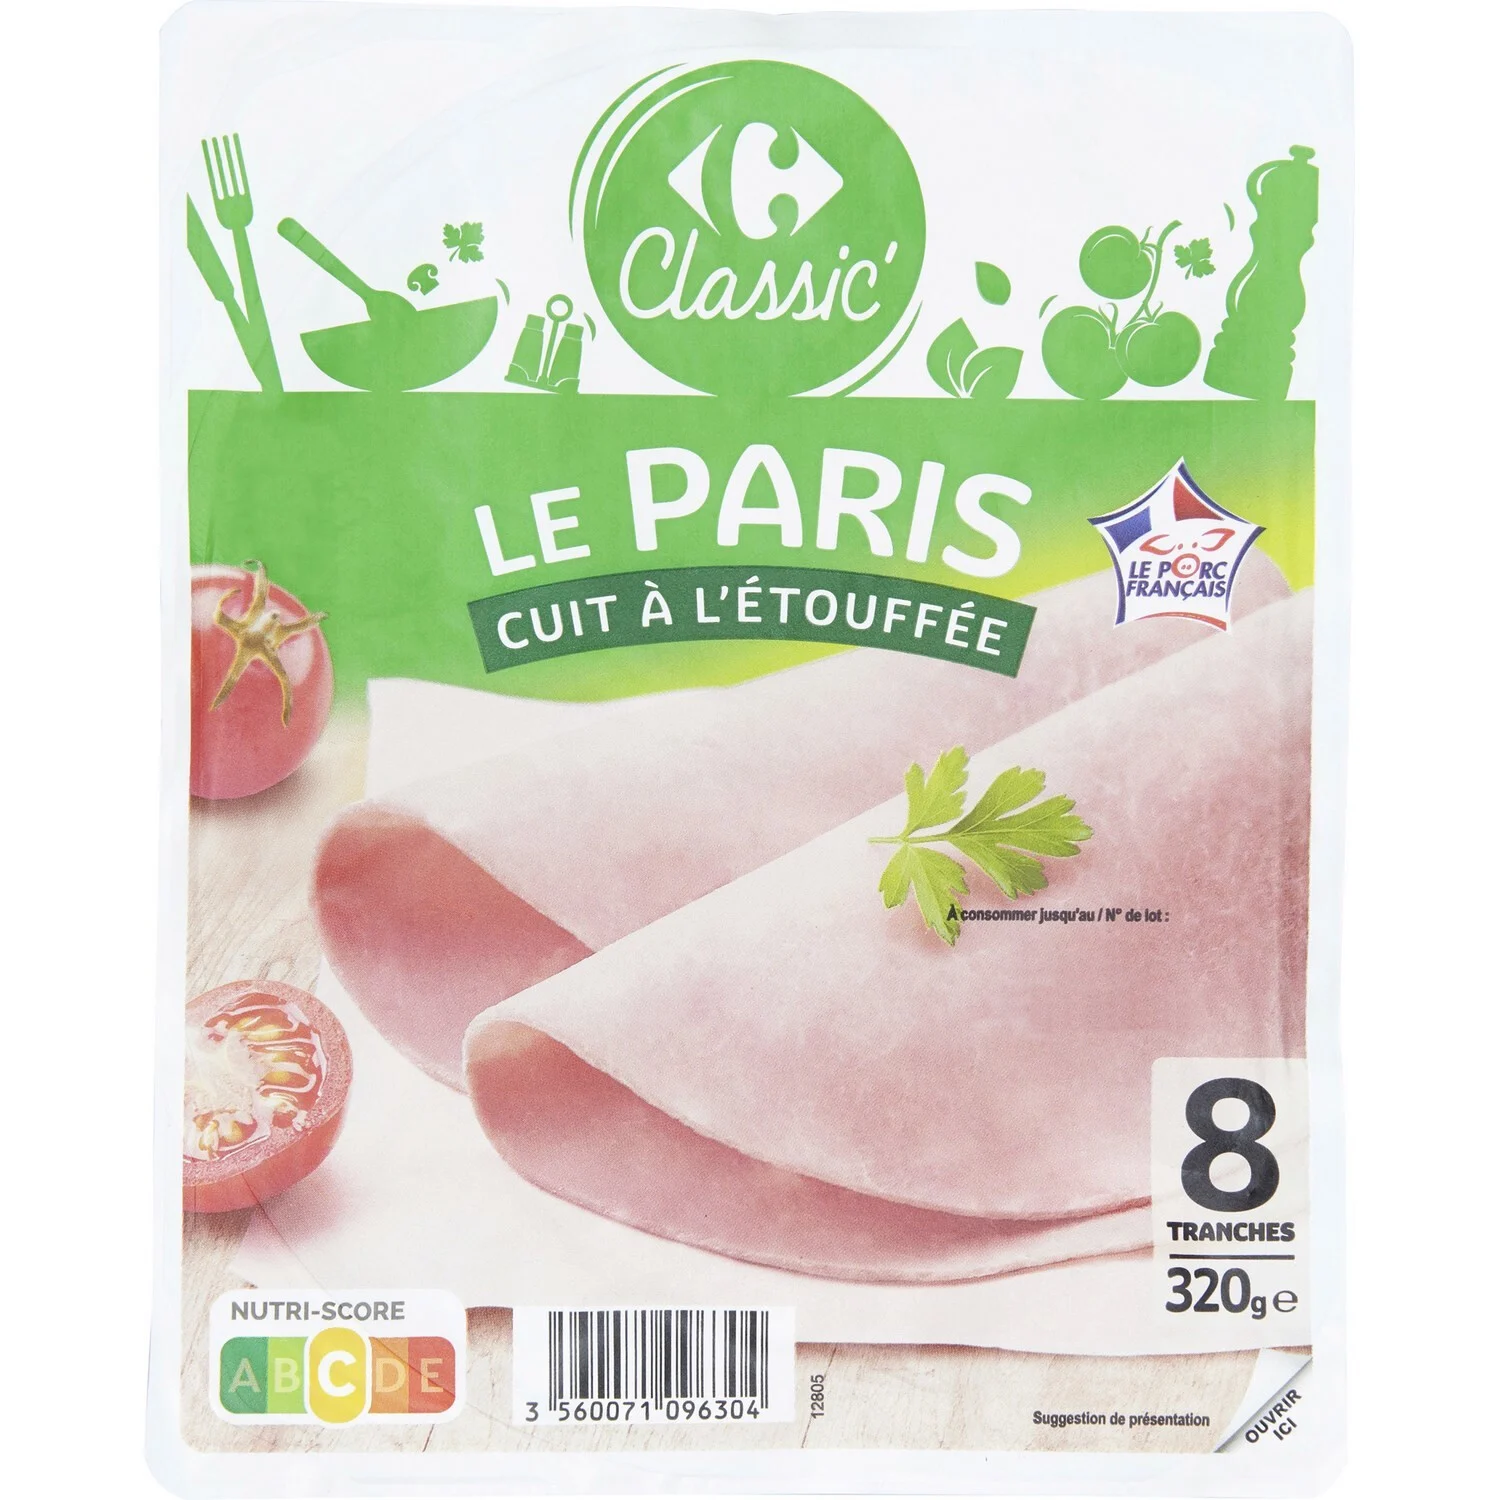 Classic'
LE PARIS
CUIT À L'ÉTOUFFÉE
LE PORC
FRANÇAIS
À consommer jusqu'au / N° de lot :
8
TRANCHES
320g e
NUTRI-SCORE
A B C D E
3 560071 096304
12805
Suggestion de présentation
OUVRIR
ICI